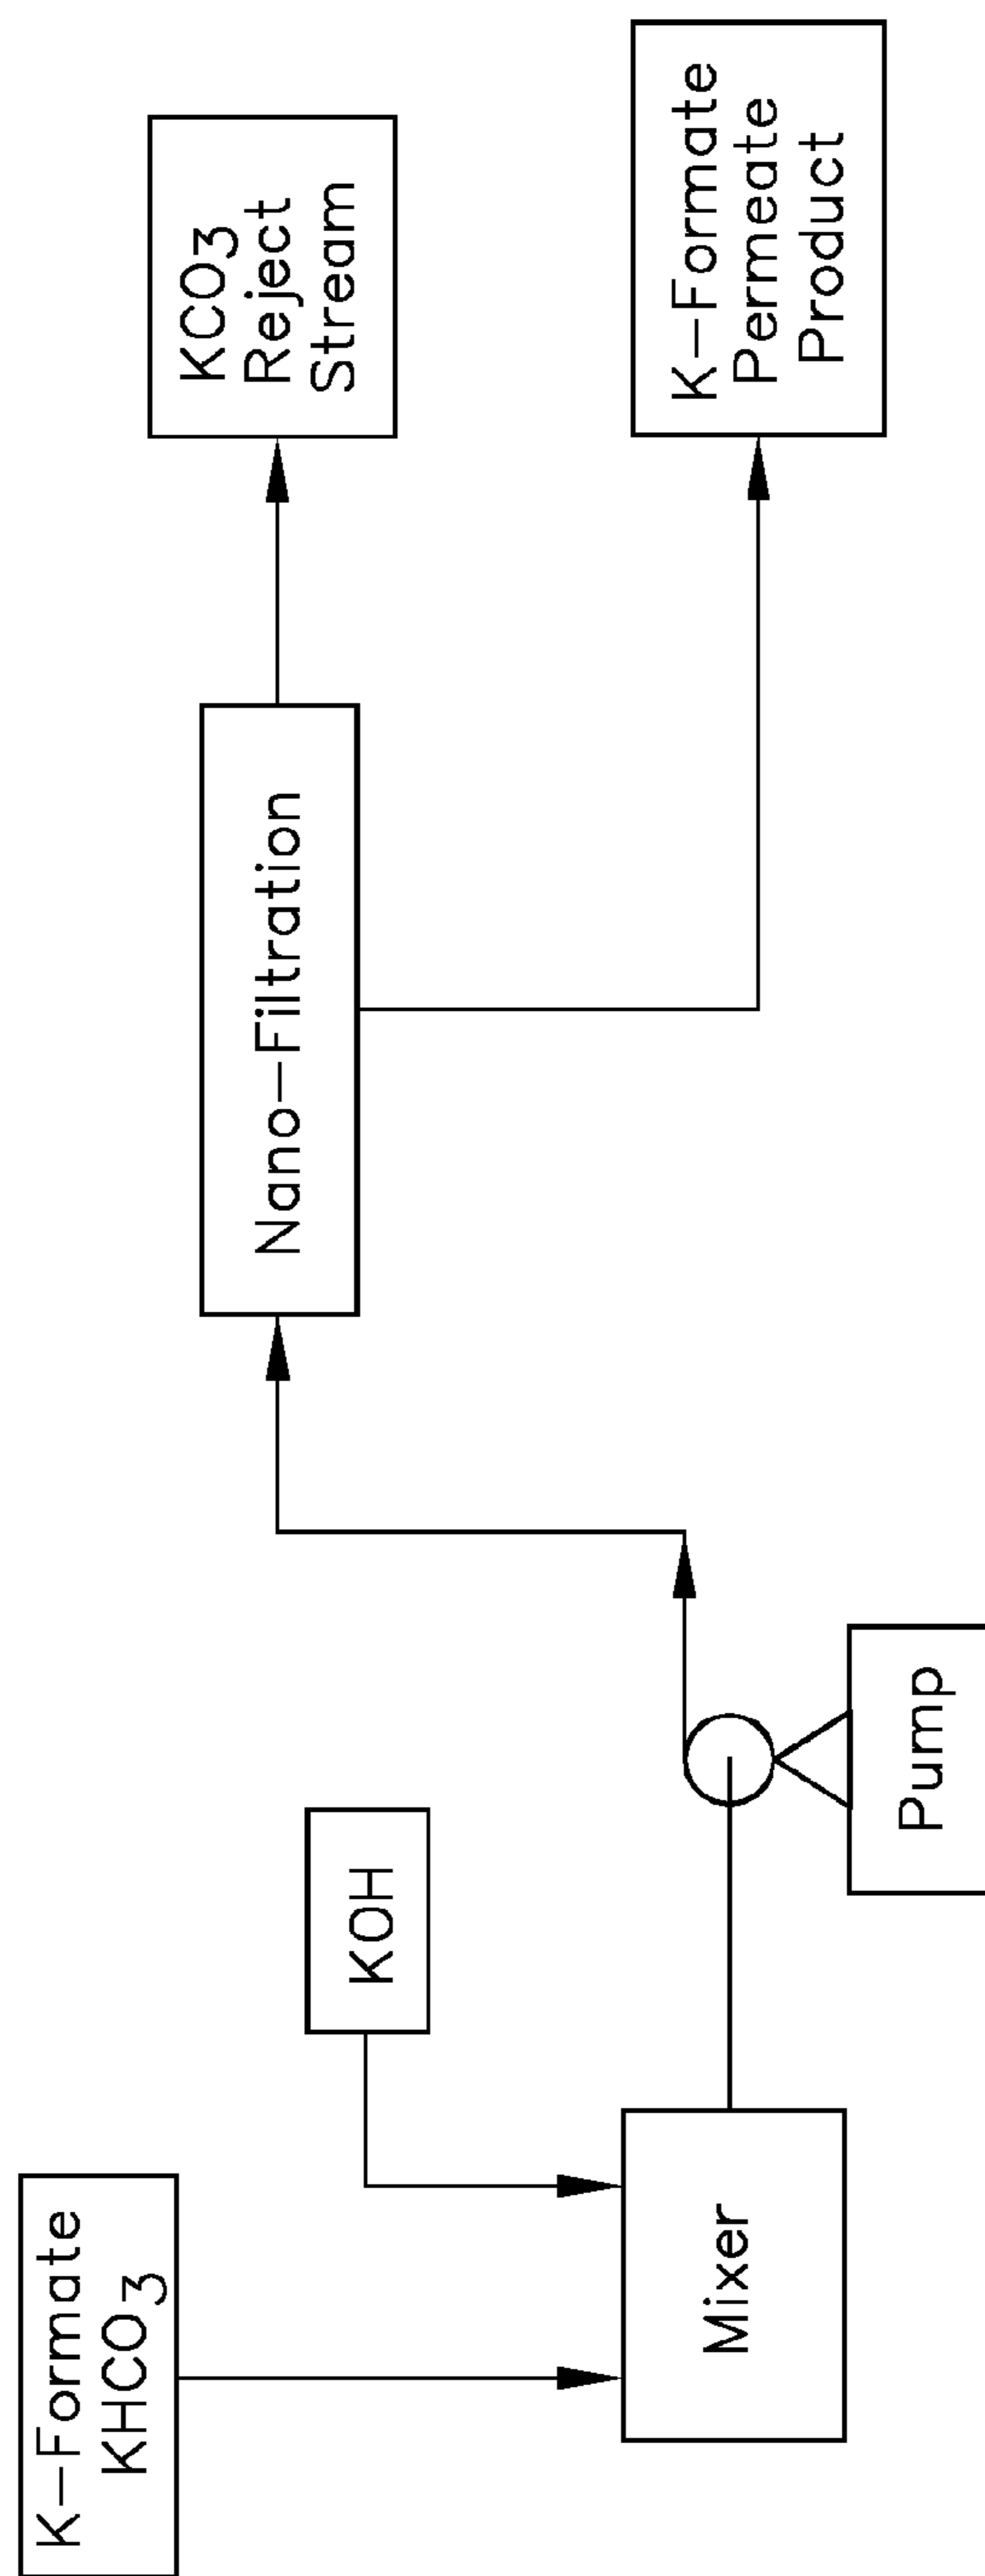 K-Formate
KHCO3
KOH
Mixer
Pump
Nano-Filtration
KCO3
Reject
Stream
K-Formate
Permeate
Product